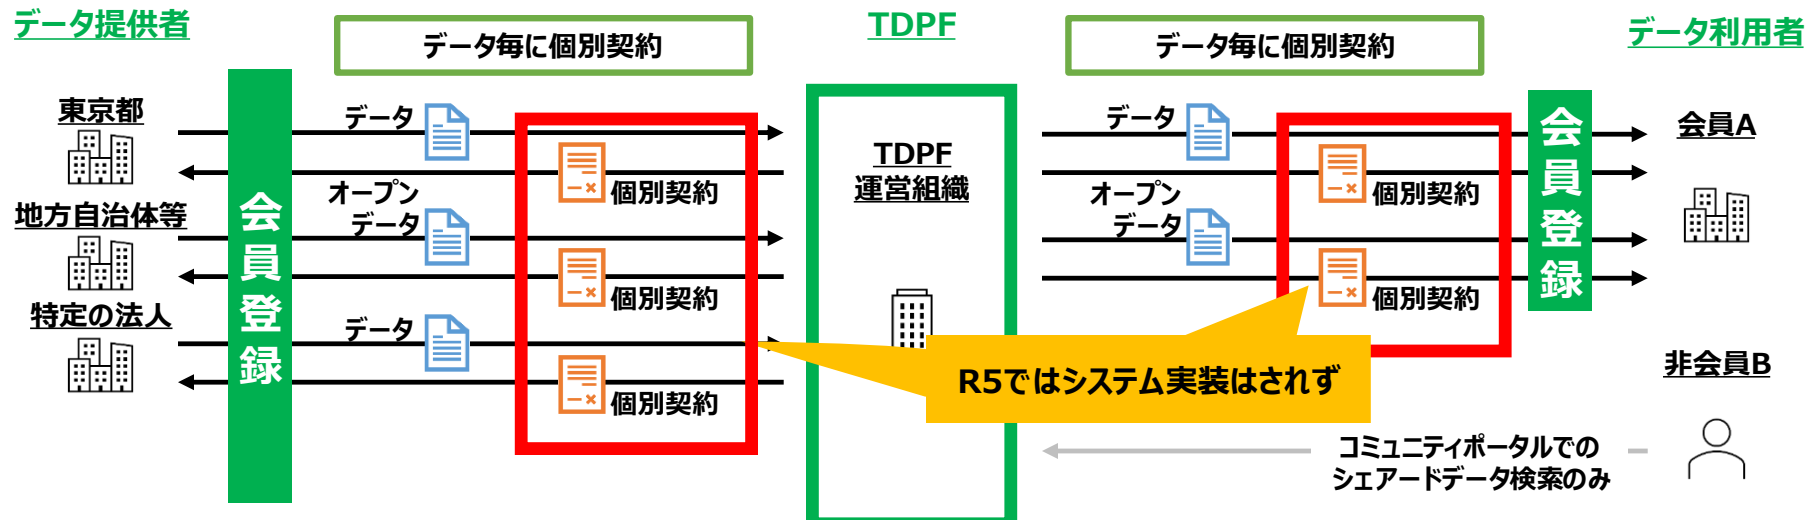 データ提供者
データ毎に個別契約
TDPF
データ毎に個別契約
データ利用者
東京都
地方自治体等
特定の法人
会員登録
データ
個別契約
オープン
データ
個別契約
データ
個別契約
TDPF
運営組織
データ
個別契約
オープン
データ
個別契約
会員登録
会員A
非会員B
R5ではシステム実装はされず
コミュニティポータルでの
シェアードデータ検索のみ